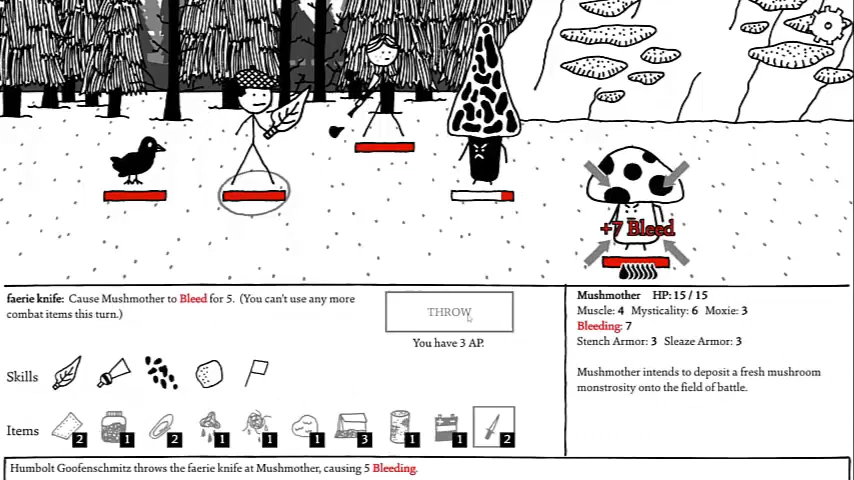 +7 Bleed
faerie knife: Cause Mushmother to Bleed for 5. (You can't use any more
combat items this turn.)
THROW
You have 3 AP.
Skills
Items
2 1 2 1 1 1 3 1 1 2
Mushmother HP: 15 / 15
Muscle: 4 Mysticality: 6 Moxie: 3
Bleeding: 7
Stench Armor: 3 Sleaze Armor: 3
Mushmother intends to deposit a fresh mushroom
monstrosity onto the field of battle.
Humbolt Goofenschmitz throws the faerie knife at Mushmother, causing 5 Bleeding.